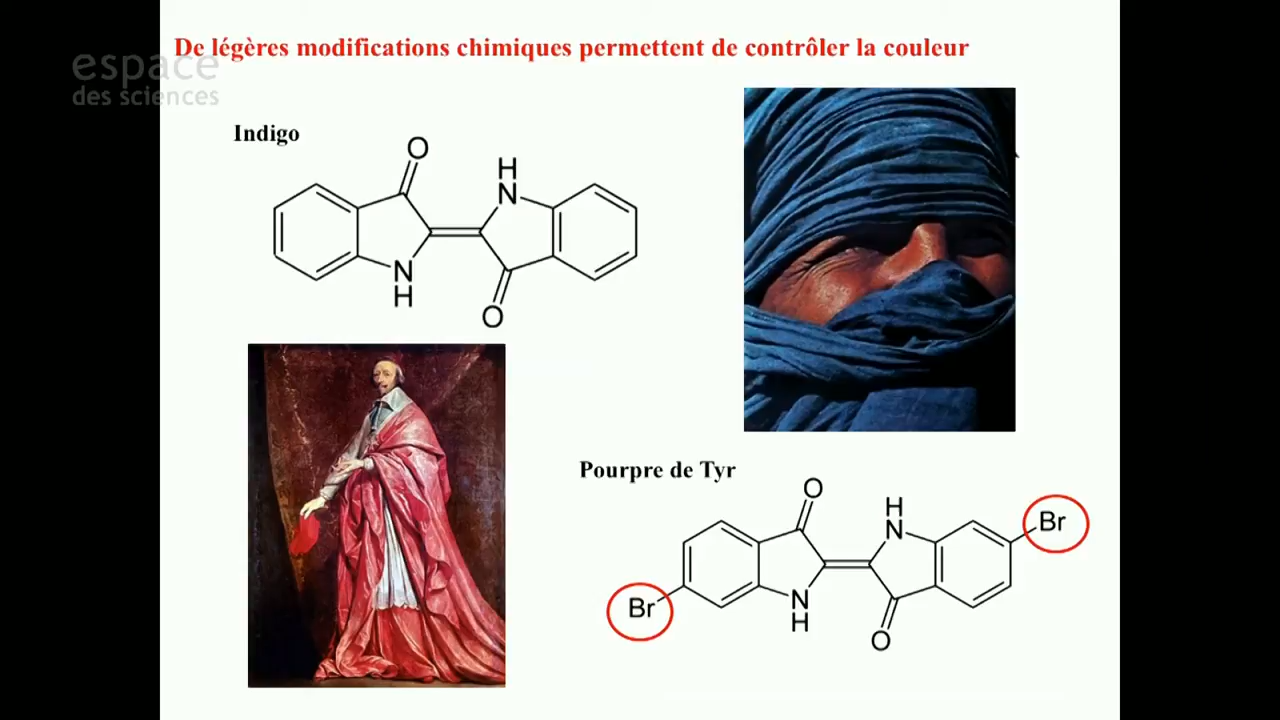 De légères modifications chimiques permettent de contrôler la couleur
espace
des sciences
Indigo
O
H
N
N
H
O
Pourpre de Tyr
O
H
N
Br
Br
N
H
O